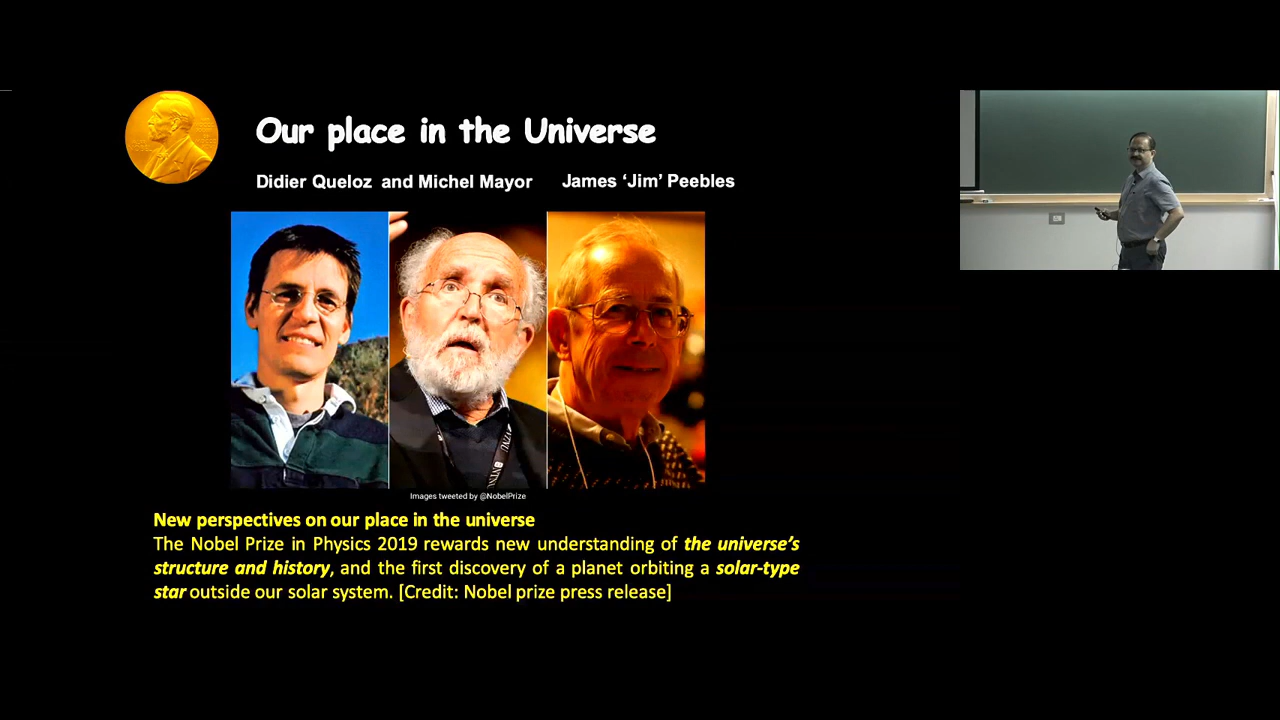 Our place in the Universe
Didier Queloz and Michel Mayor James ‘Jim’ Peebles
Images tweeted by @NobelPrize
New perspectives on our place in the universe
The Nobel Prize in Physics 2019 rewards new understanding of the universe’s
structure and history, and the first discovery of a planet orbiting a solar-type
star outside our solar system. [Credit: Nobel prize press release]